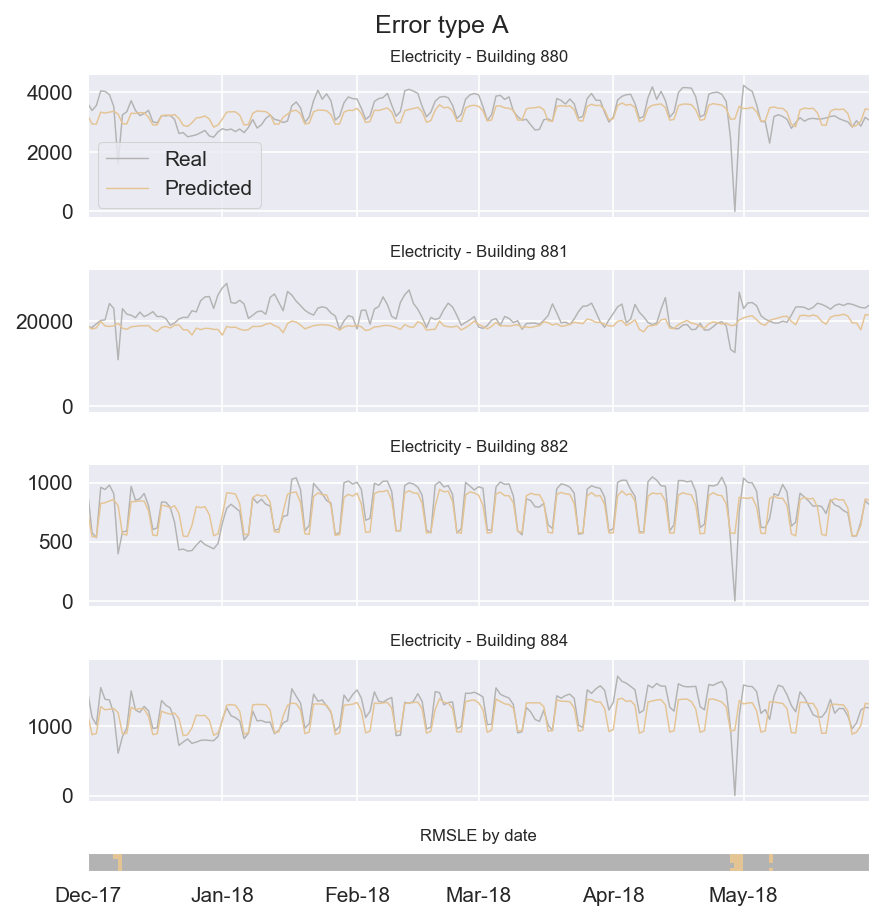 Error type A
Electricity - Building 880
4000
2000
0
Real
Predicted
Electricity - Building 881
20000
0
Electricity - Building 882
1000
500
0
Electricity - Building 884
1000
0
RMSLE by date
Dec-17 Jan-18 Feb-18 Mar-18 Apr-18 May-18